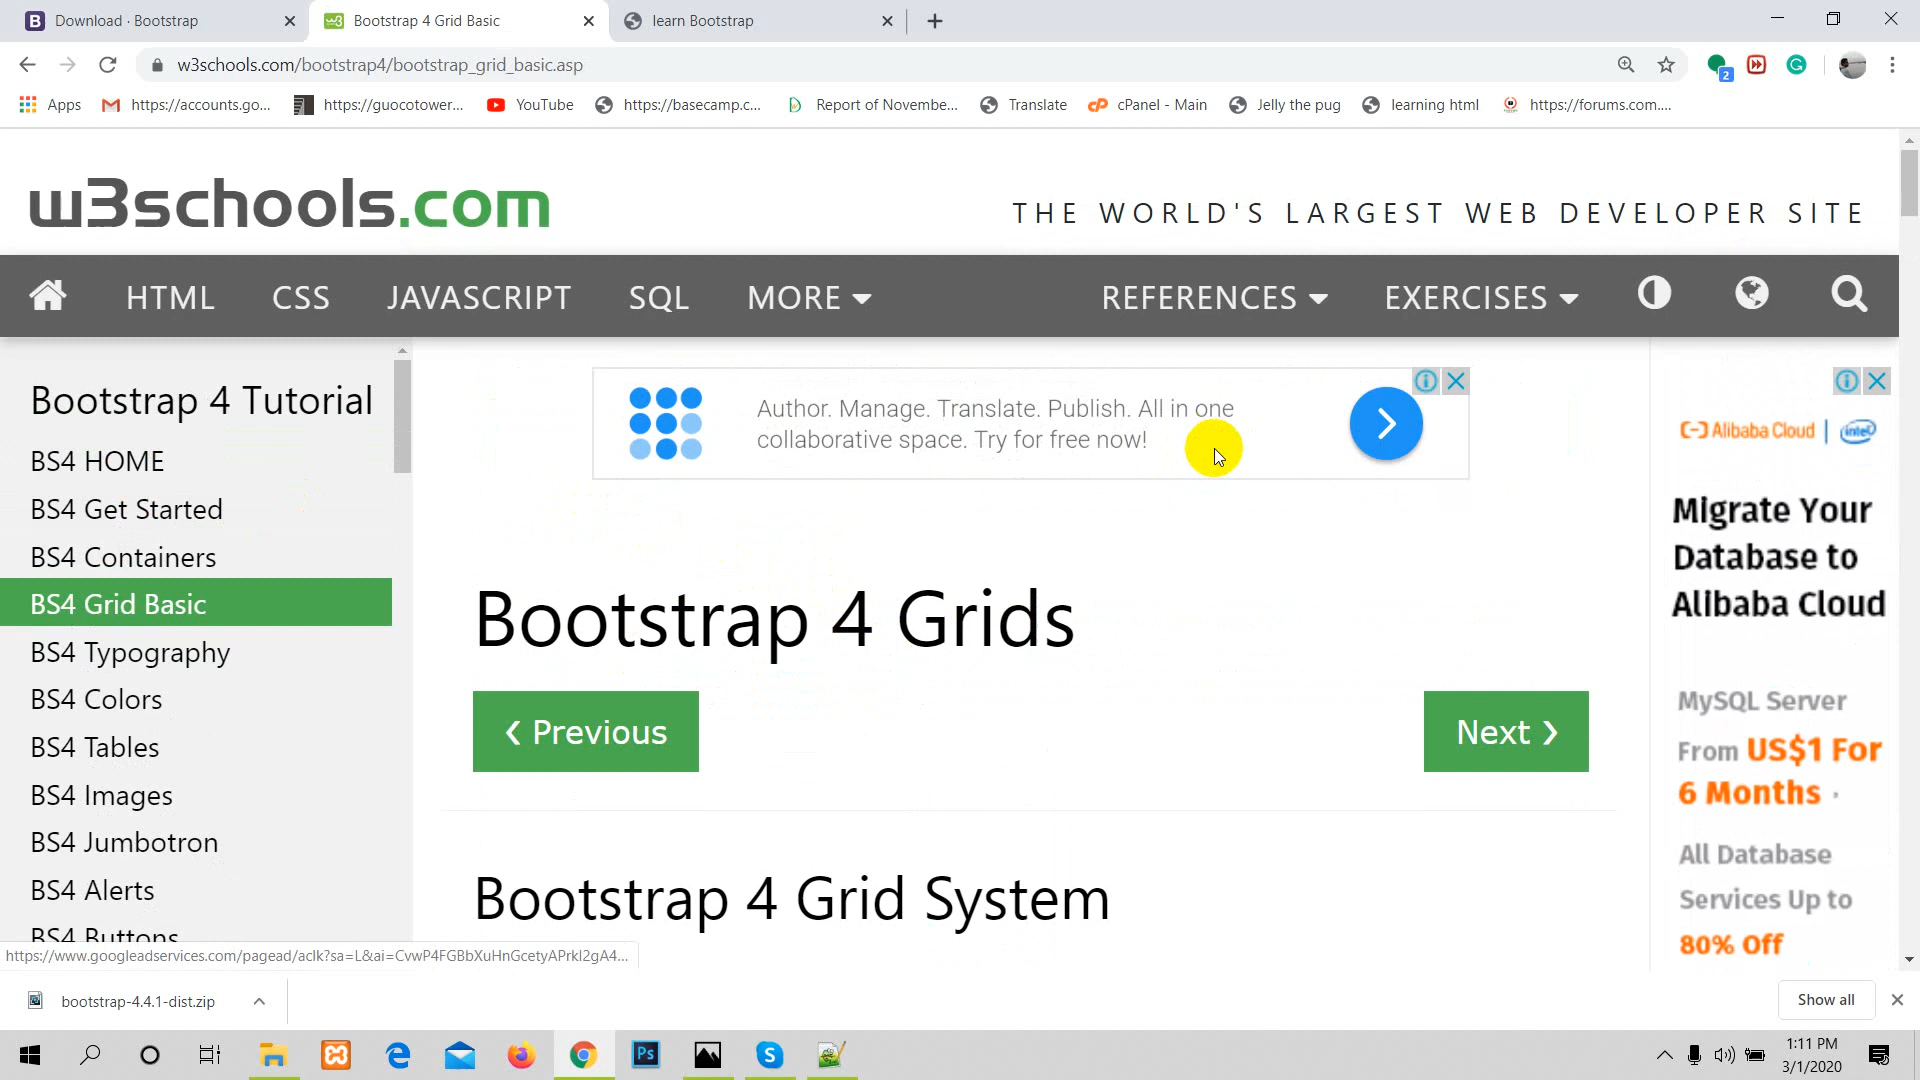 Download · Bootstrap
Bootstrap 4 Grid Basic
learn Bootstrap
w3schools.com/bootstrap4/bootstrap_grid_basic.asp
2
Apps
https://accounts.go...
https://guocotower...
YouTube
https://basecamp.c...
Report of Novembe...
Translate
cPanel - Main
Jelly the pug
learning html
https://forums.com....
w3schools.com
THE WORLD'S LARGEST WEB DEVELOPER SITE
HTML
CSS
JAVASCRIPT
SQL
MORE
REFERENCES
EXERCISES
Bootstrap 4 Tutorial
BS4 HOME
BS4 Get Started
BS4 Containers
BS4 Grid Basic
BS4 Typography
BS4 Colors
BS4 Tables
BS4 Images
BS4 Jumbotron
BS4 Alerts
BS4 Buttons
Author. Manage. Translate. Publish. All in one
collaborative space. Try for free now!
Bootstrap 4 Grids
❮ Previous
Next ❯
Bootstrap 4 Grid System
Alibaba Cloud | intel
Migrate Your
Database to
Alibaba Cloud
MySQL Server
From US$1 For
6 Months
All Database
Services Up to
80% Off
https://www.googleadservices.com/pagead/aclk?sa=L&ai=CvwP4FGBbXuHnGcetyAPrkI2gA4...
bootstrap-4.4.1-dist.zip
Show all
Ps
1:11 PM
3/1/2020